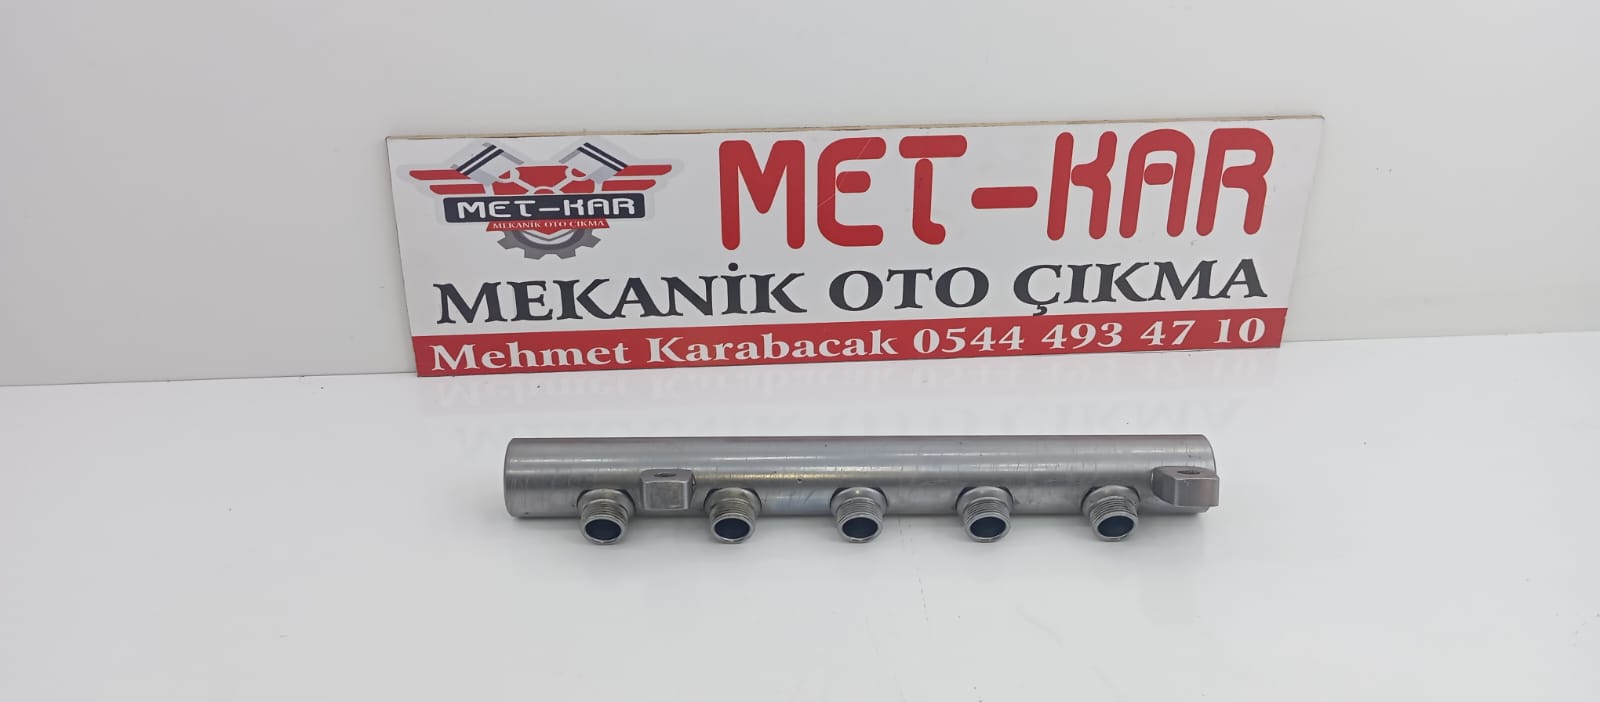 MET-KAR
MEKANİK OTO ÇIKMA
MET-KAR
MEKANİK OTO ÇIKMA
Mehmet Karabacak 0544 493 47 10